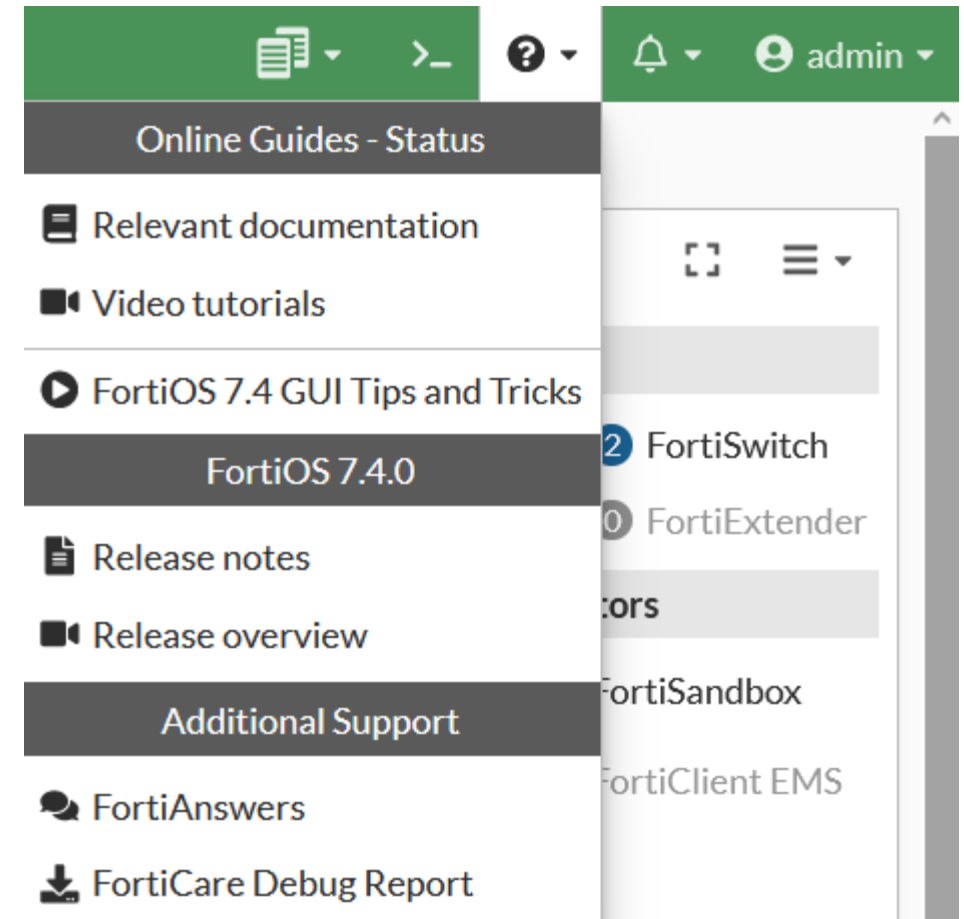 admin
Online Guides - Status
Relevant documentation
Video tutorials
FortiOS 7.4 GUI Tips and Tricks
FortiOS 7.4.0
Release notes
Release overview
Additional Support
FortiAnswers
FortiCare Debug Report
2 FortiSwitch
0 FortiExtender
tors
FortiSandbox
FortiClient EMS